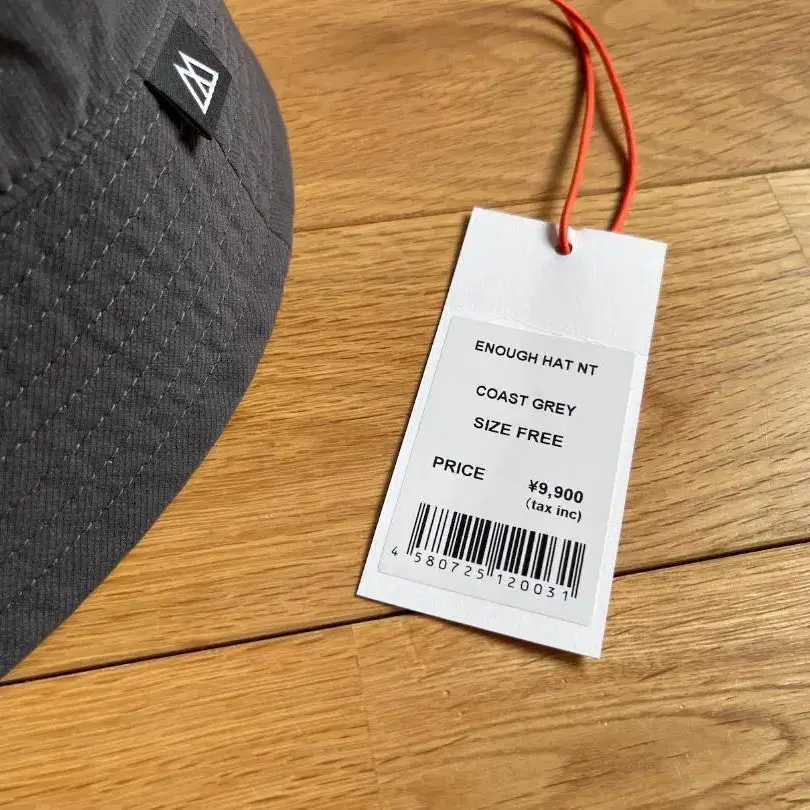 ENOUGH HAT NT
COAST GREY
SIZE FREE
PRICE ¥9,900
(tax inc)
4 580725 120031